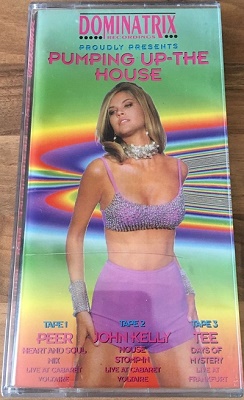 DOMINATRIX
RECORDINGS
PROUDLY PRESENTS
PUMPING UP-THE
HOUSE
TAPE 1
PEER
HEART AND SOUL
MIX
LIVE AT CABARET
VOLTAIRE
TAPE 2
JOHN KELLY
HOUSE
STOMPIN
LIVE AT CABARET
VOLTAIRE
TAPE 3
TEE
DAYS OF
MYSTERY
LIVE AT
FRANKFURT